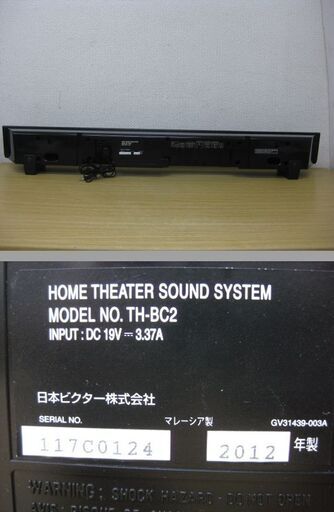 HOME THEATER SOUND SYSTEM
MODEL NO. TH-BC2
INPUT : DC 19V ⎓ 3.37A
日本ビクター株式会社
SERIAL NO. マレーシア製 GV31439-003A
117C0124 2012 年製
WARNING: SHOCK HAZARD - DO NOT OPEN